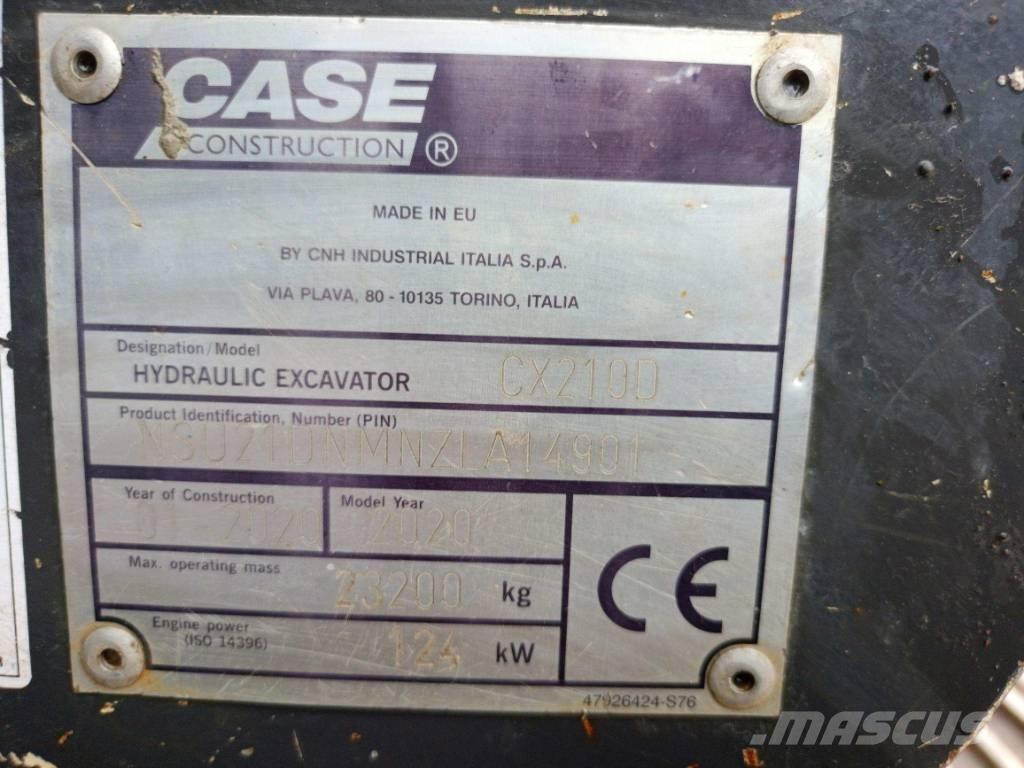 CASE
CONSTRUCTION ®
MADE IN EU
BY CNH INDUSTRIAL ITALIA S.p.A.
VIA PLAVA, 80 - 10135 TORINO, ITALIA
Designation/Model
HYDRAULIC EXCAVATOR CX210D
Product Identification, Number (PIN)
Year of Construction Model Year
01 2020 2020
Max. operating mass
23200 kg
Engine power
(ISO 14396)
124 kW
CE
47926424-S76
MASCUS